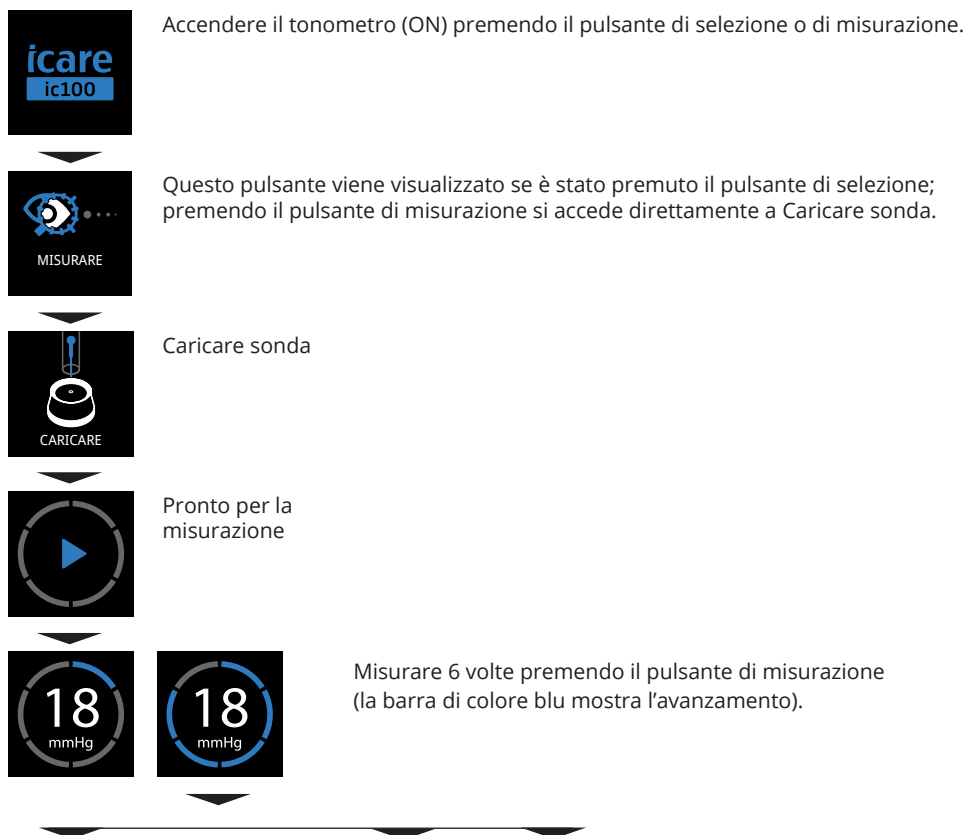 icare
ic100
Accendere il tonometro (ON) premendo il pulsante di selezione o di misurazione.
MISURARE
Questo pulsante viene visualizzato se è stato premuto il pulsante di selezione;
premendo il pulsante di misurazione si accede direttamente a Caricare sonda.
CARICARE
Caricare sonda
Pronto per la
misurazione
18
mmHg
18
mmHg
Misurare 6 volte premendo il pulsante di misurazione
(la barra di colore blu mostra l’avanzamento).